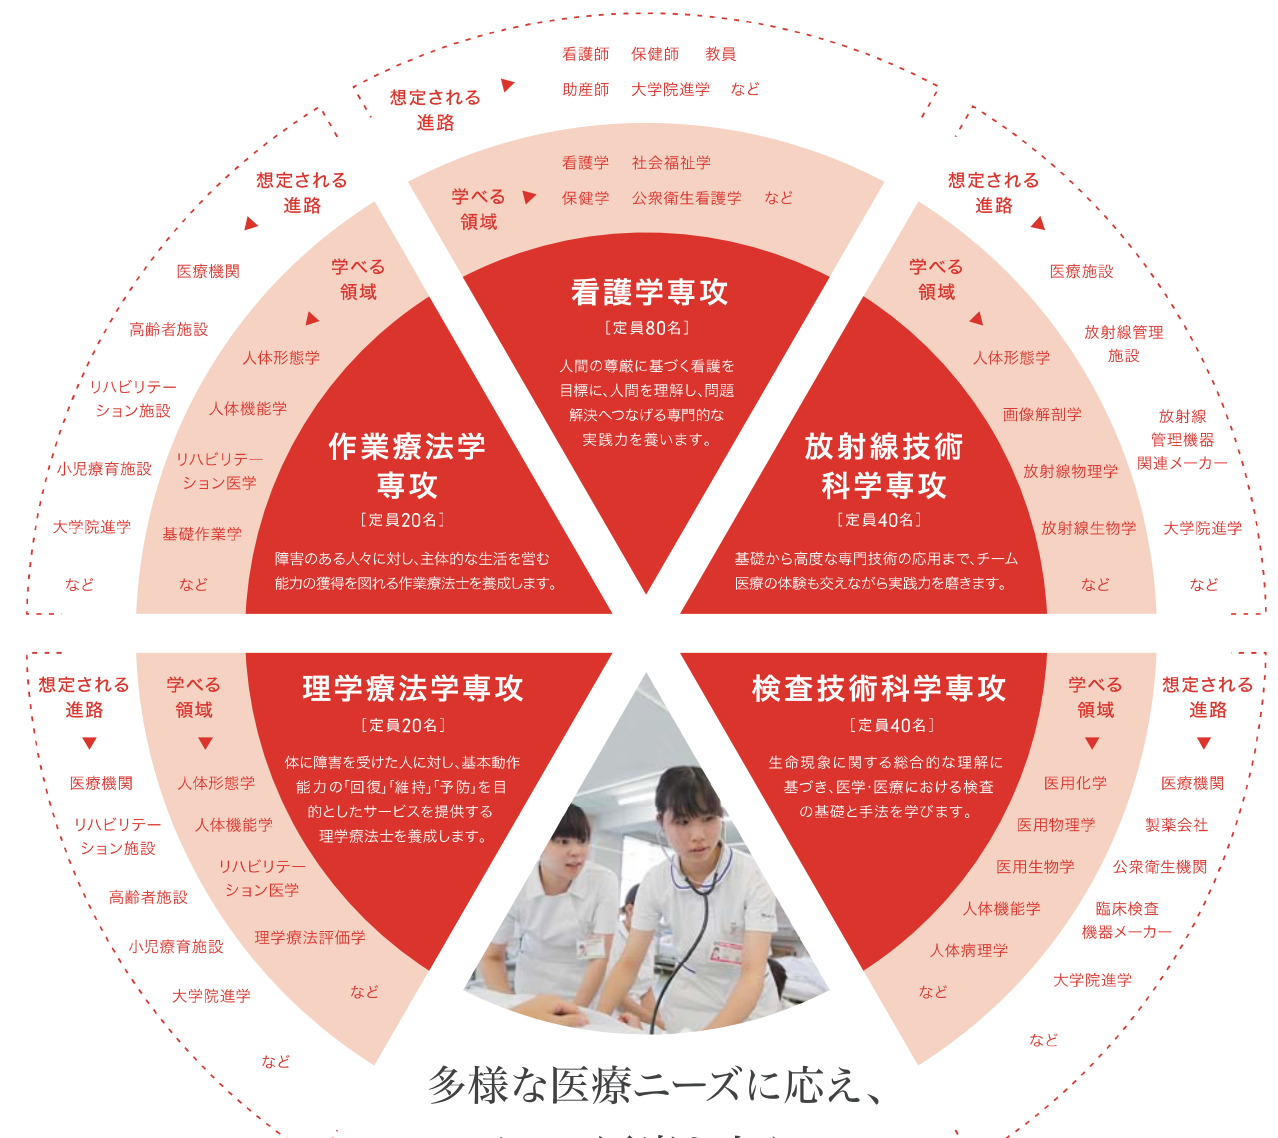 想定される
進路
看護師 保健師 教員
助産師 大学院進学 など
学べる
領域
看護学 社会福祉学
保健学 公衆衛生看護学 など
看護学専攻
［定員80名］
人間の尊厳に基づく看護を
目標に、人間を理解し、問題
解決へつなげる専門的な
実践力を養います。
想定される
進路
医療機関
高齢者施設
リハビリテー
ション施設
小児療育施設
大学院進学
など
学べる
領域
人体形態学
人体機能学
リハビリテー
ション医学
基礎作業学
など
作業療法学
専攻
［定員20名］
障害のある人々に対し、主体的な生活を営む
能力の獲得を図れる作業療法士を養成します。
放射線技術
科学専攻
［定員40名］
基礎から高度な専門技術の応用まで、チーム
医療の体験も交えながら実践力を磨きます。
学べる
領域
人体形態学
画像解剖学
放射線物理学
放射線生物学
など
想定される
進路
医療施設
放射線管理
施設
放射線
管理機器
関連メーカー
大学院進学
など
想定される
進路
医療機関
リハビリテー
ション施設
高齢者施設
小児療育施設
大学院進学
など
学べる
領域
人体形態学
人体機能学
リハビリテー
ション医学
理学療法評価学
など
理学療法学専攻
［定員20名］
体に障害を受けた人に対し、基本動作
能力の「回復」「維持」「予防」を目
的としたサービスを提供する
理学療法士を養成します。
検査技術科学専攻
［定員40名］
生命現象に関する総合的な理解に
基づき、医学・医療における検査
の基礎と手法を学びます。
学べる
領域
医用化学
医用物理学
医用生物学
人体機能学
人体病理学
など
想定される
進路
医療機関
製薬会社
公衆衛生機関
臨床検査
機器メーカー
大学院進学
など
多様な医療ニーズに応え、